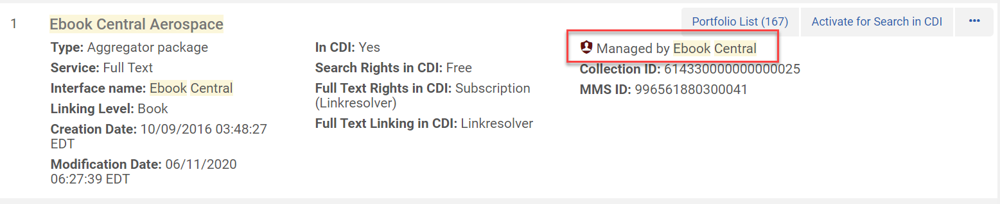 1
Ebook Central Aerospace
Portfolio List (167)
Activate for Search in CDI
•••
Type: Aggregator package
Service: Full Text
Interface name: Ebook Central
Linking Level: Book
Creation Date: 10/09/2016 03:48:27
EDT
Modification Date: 06/11/2020
06:27:39 EDT
In CDI: Yes
Search Rights in CDI: Free
Full Text Rights in CDI: Subscription
(Linkresolver)
Full Text Linking in CDI: Linkresolver
Managed by Ebook Central
Collection ID: 614330000000000025
MMS ID: 996561880300041